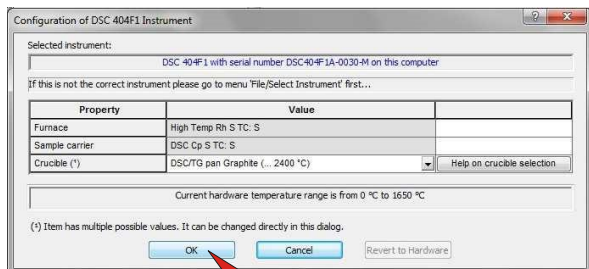 Configuration of DSC 404F1 Instrument
Selected instrument:
DSC 404F1 with serial number DSC404F1A-0030-M on this computer
If this is not the correct instrument please go to menu 'File/Select Instrument' first...
Property Value
Furnace High Temp Rh S TC: S
Sample carrier DSC Cp S TC: S
Crucible (¹) DSC/TG pan Graphite (... 2400 °C) Help on crucible selection
Current hardware temperature range is from 0 °C to 1650 °C
(¹) Item has multiple possible values. It can be changed directly in this dialog.
OK Cancel Revert to Hardware